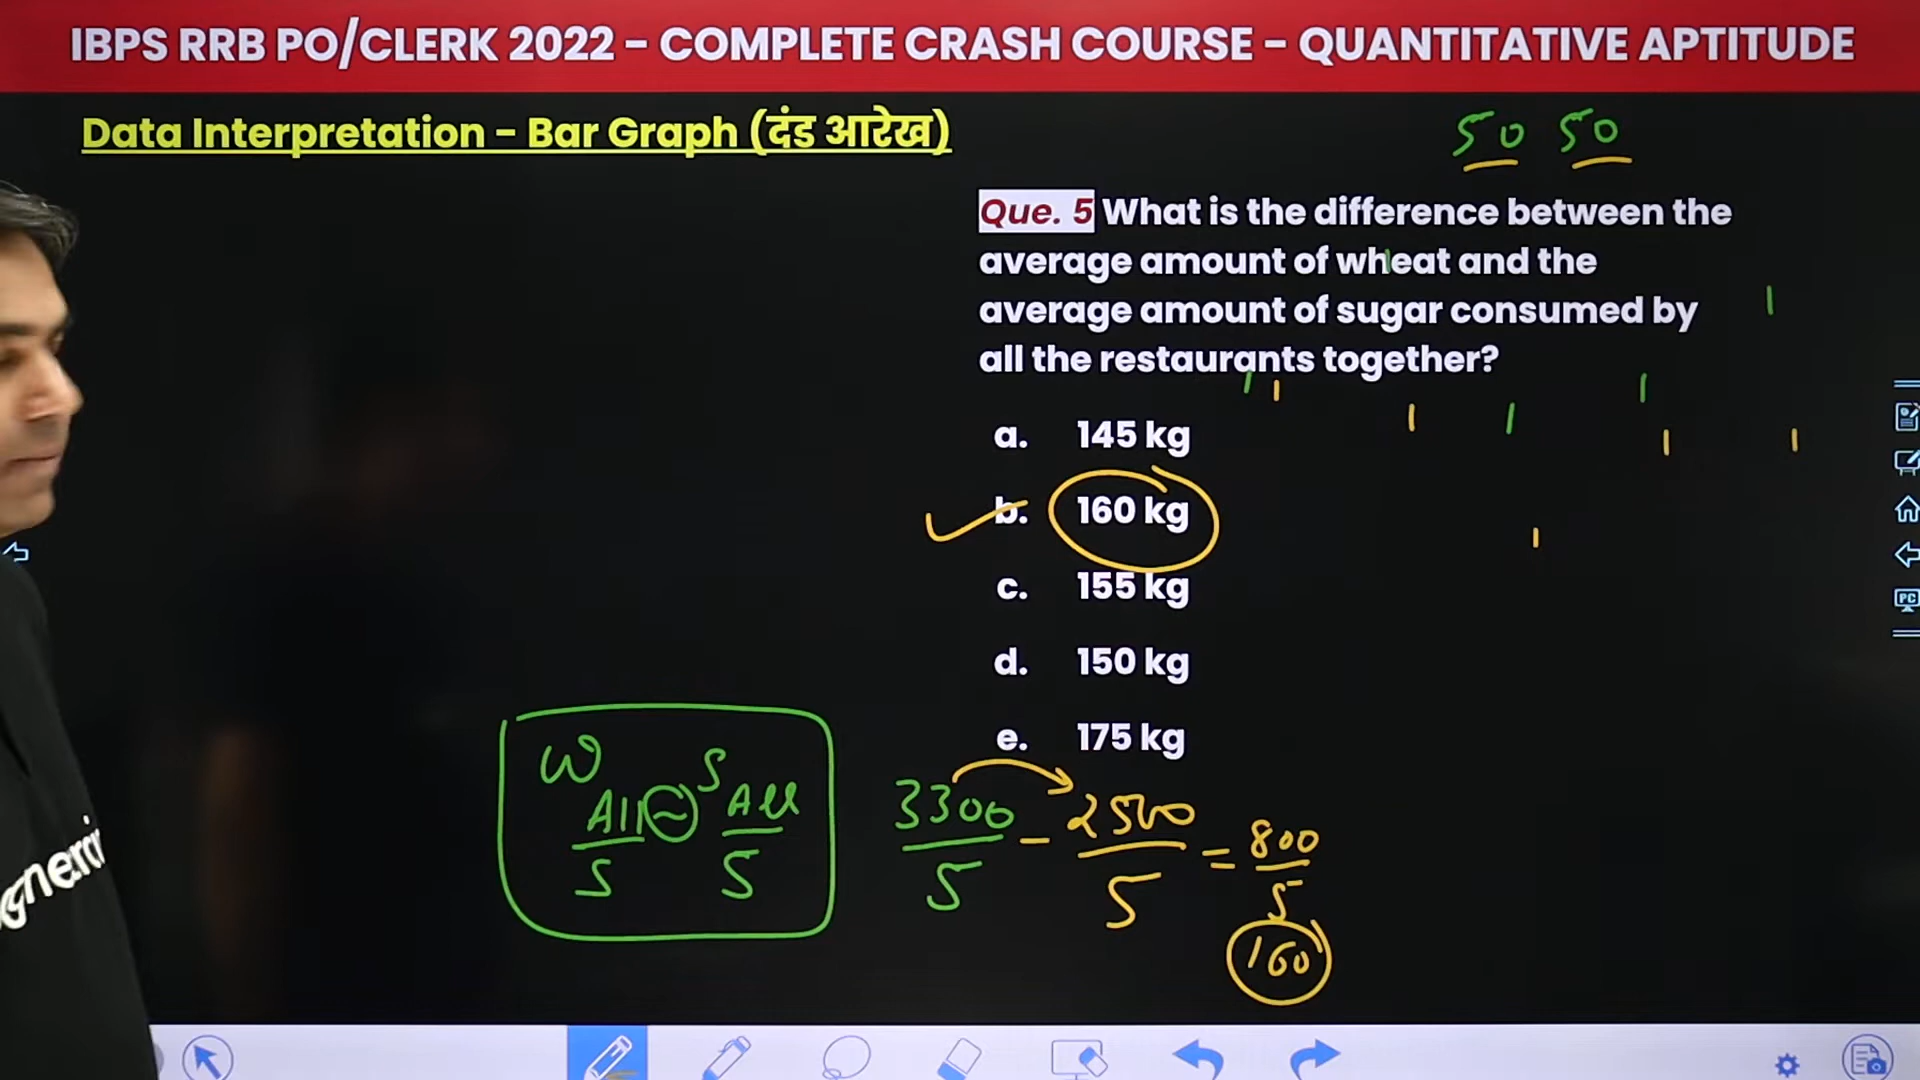 IBPS RRB PO/CLERK 2022 - COMPLETE CRASH COURSE - QUANTITATIVE APTITUDE
Data Interpretation - Bar Graph (दंड आरेख)
50 50
Que. 5 What is the difference between the
average amount of wheat and the
average amount of sugar consumed by
all the restaurants together?
a. 145 kg
b. 160 kg
c. 155 kg
d. 150 kg
e. 175 kg
W All/5 ~ S All/5
3300/5 - 2500/5 = 800/5
160
PC